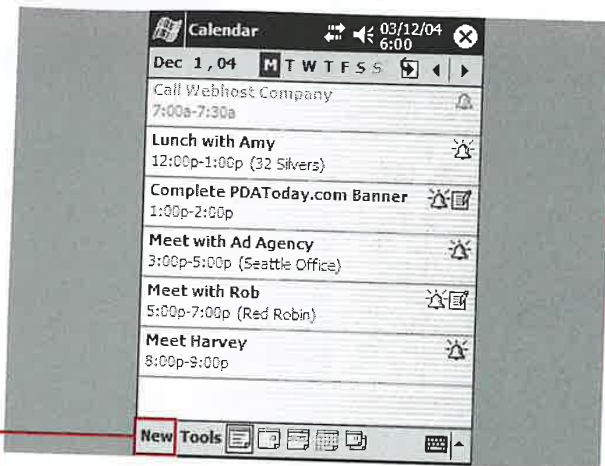 Calendar 03/12/04
6:00
Dec 1 , 04 M T W T F S S
Call Webhost Company
7:00a-7:30a
Lunch with Amy
12:00p-1:00p (32 Silvers)
Complete PDAToday.com Banner
1:00p-2:00p
Meet with Ad Agency
3:00p-5:00p (Seattle Office)
Meet with Rob
5:00p-7:00p (Red Robin)
Meet Harvey
8:00p-9:00p
New Tools